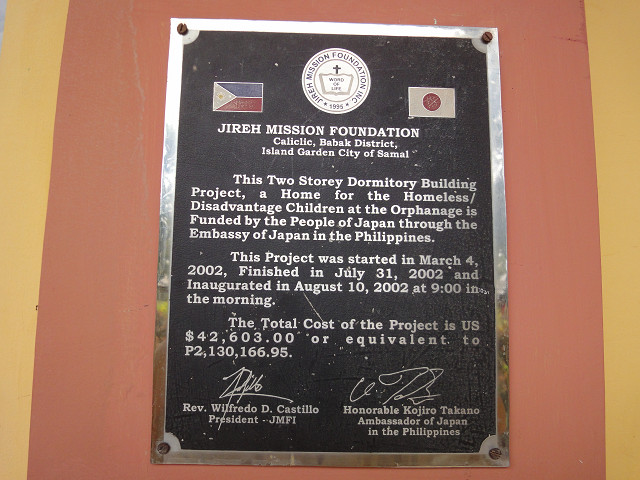 JIREH MISSION FOUNDATION INC.
WORD
OF
LIFE
1995
JIREH MISSION FOUNDATION
Caliclic, Babak District,
Island Garden City of Samal
This Two Storey Dormitory Building
Project, a Home for the Homeless/
Disadvantage Children at the Orphanage is
Funded by the People of Japan through the
Embassy of Japan in the Philippines.
This Project was started in March 4,
2002, Finished in July 31, 2002 and
Inaugurated in August 10, 2002 at 9:00 in
the morning.
The Total Cost of the Project is US
$42,603.00 or equivalent to
P2,130,166.95.
Rev. Wilfredo D. Castillo
President - JMFI
Honorable Kojiro Takano
Ambassador of Japan
in the Philippines